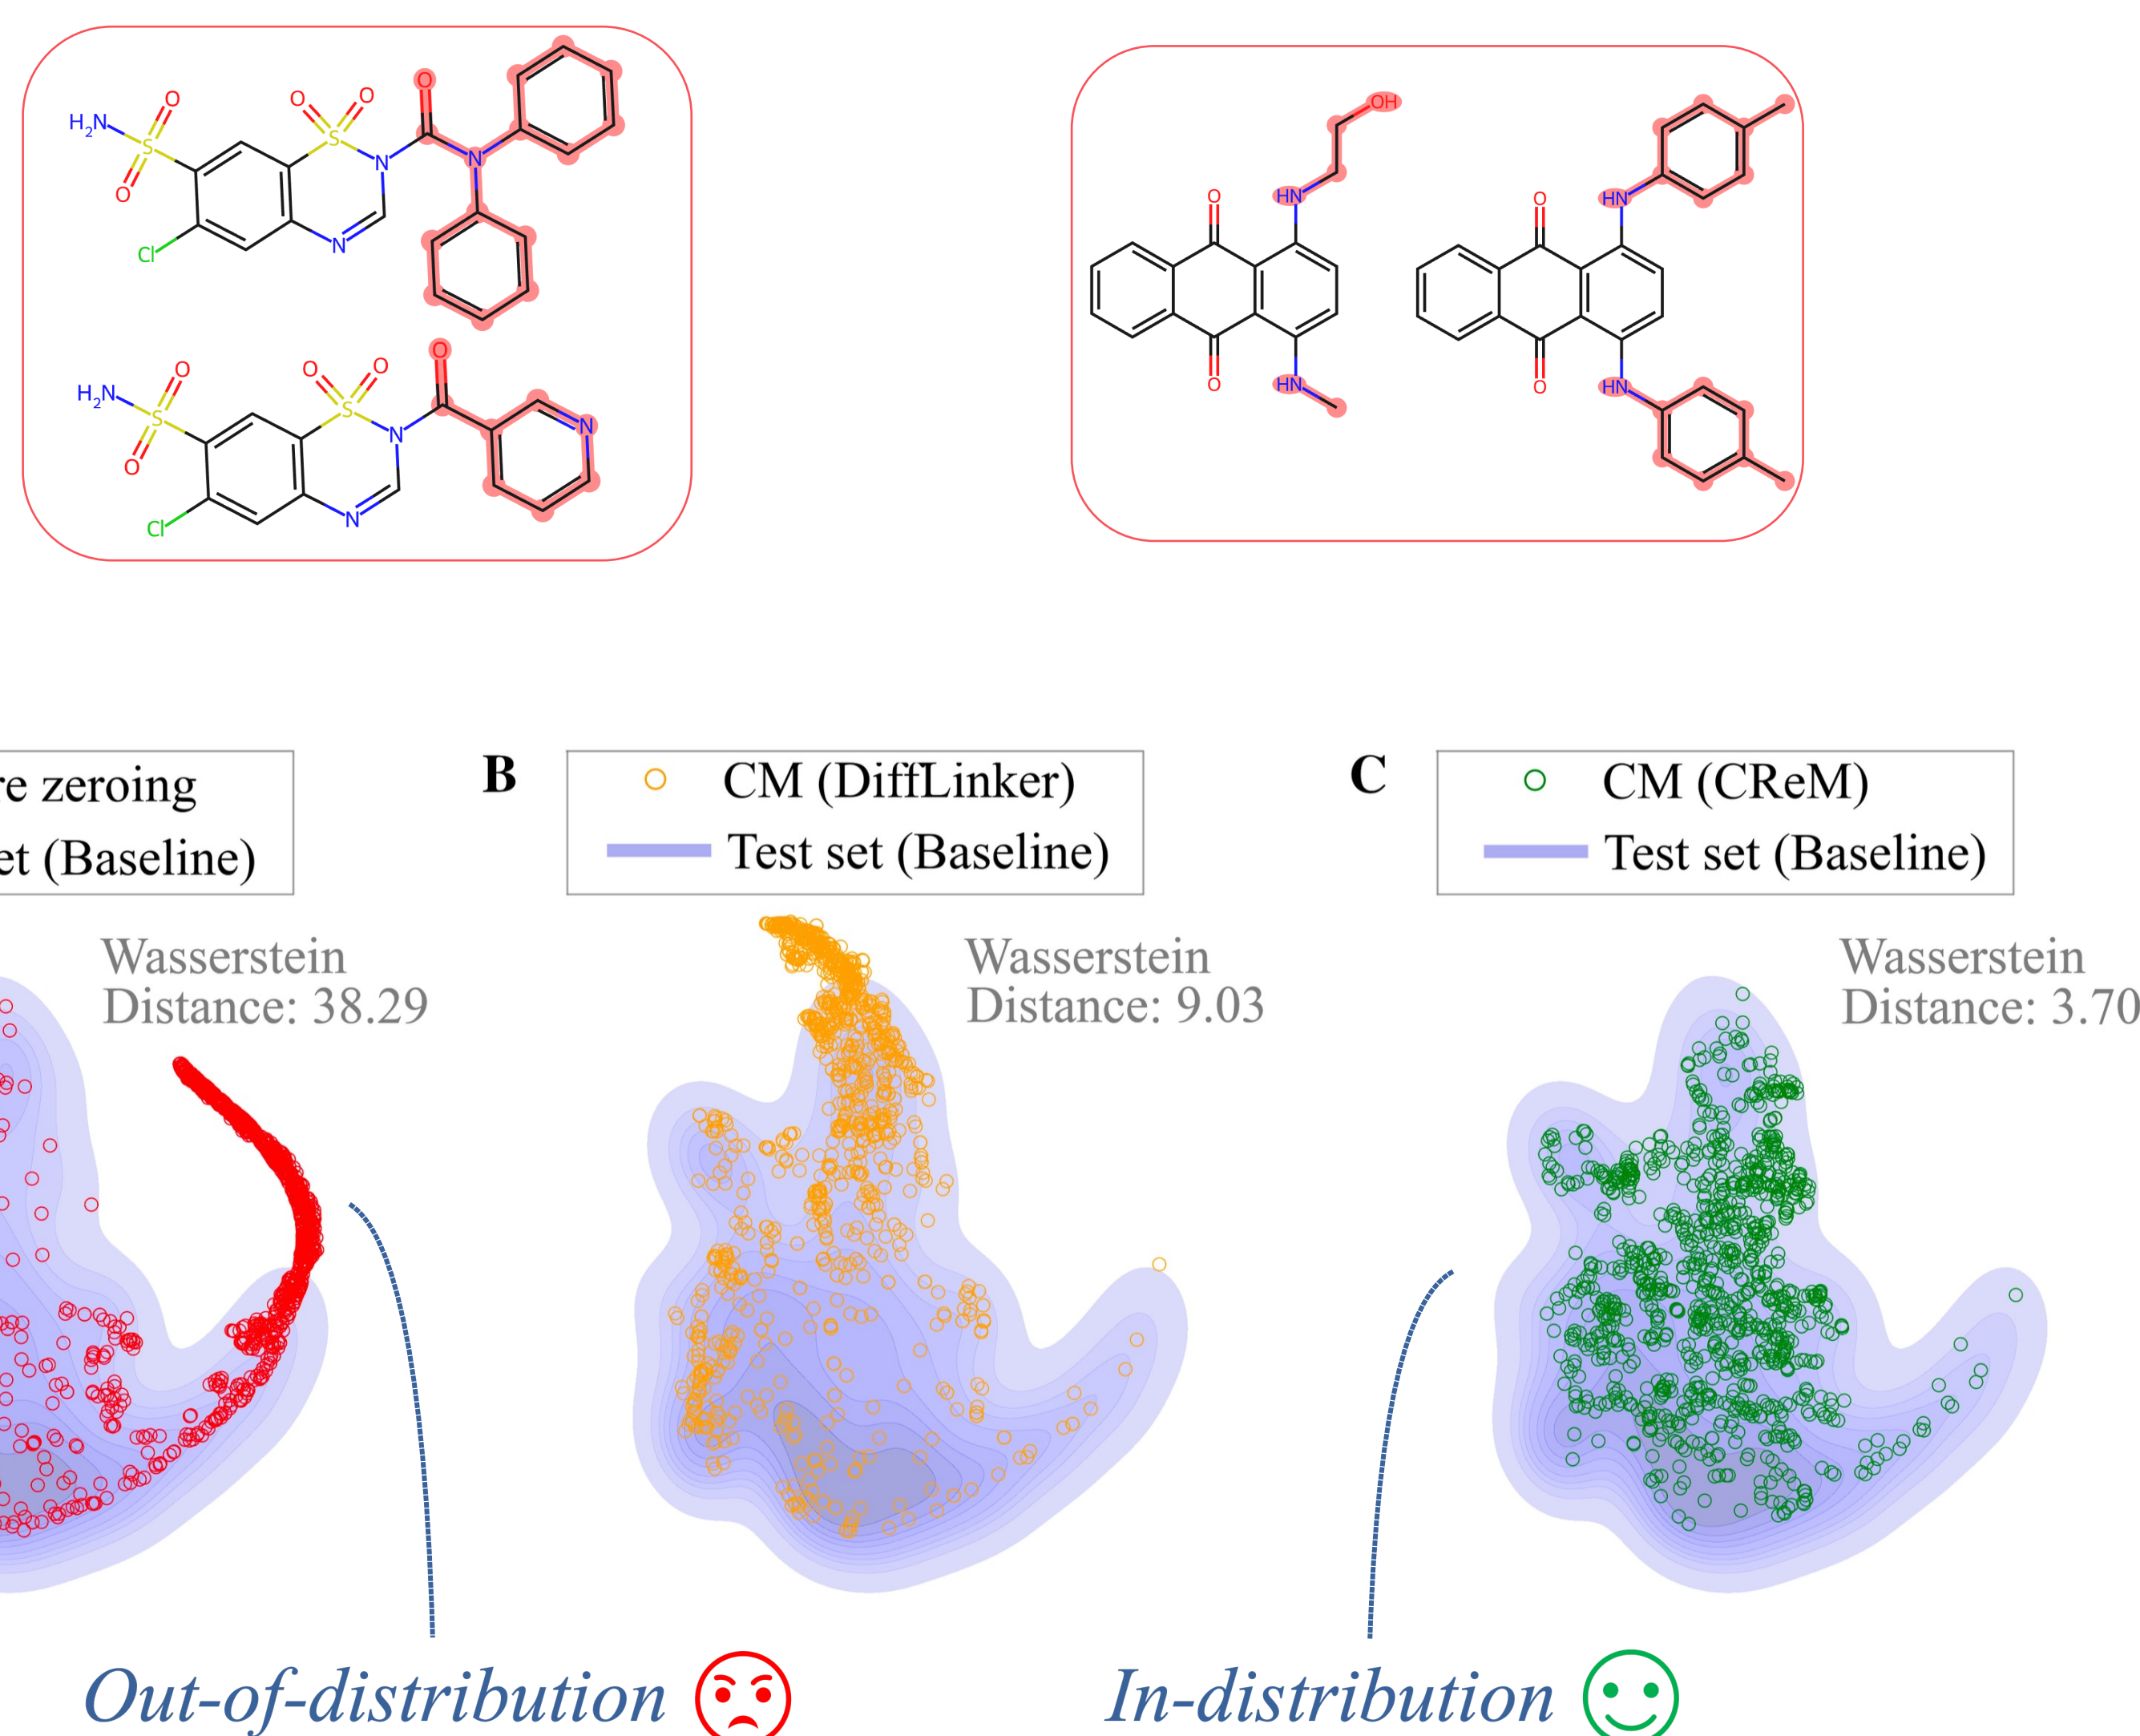 O
O
O
O
O
H2N
S
S
N
N
Cl
N
O
O
O
O
O
H2N
S
S
N
N
Cl
N
OH
HN
O
O
HN
HN
O
O
HN
re zeroing
et (Baseline)
Wasserstein
Distance: 38.29
B
CM (DiffLinker)
Test set (Baseline)
Wasserstein
Distance: 9.03
C
CM (CReM)
Test set (Baseline)
Wasserstein
Distance: 3.70
Out-of-distribution
In-distribution